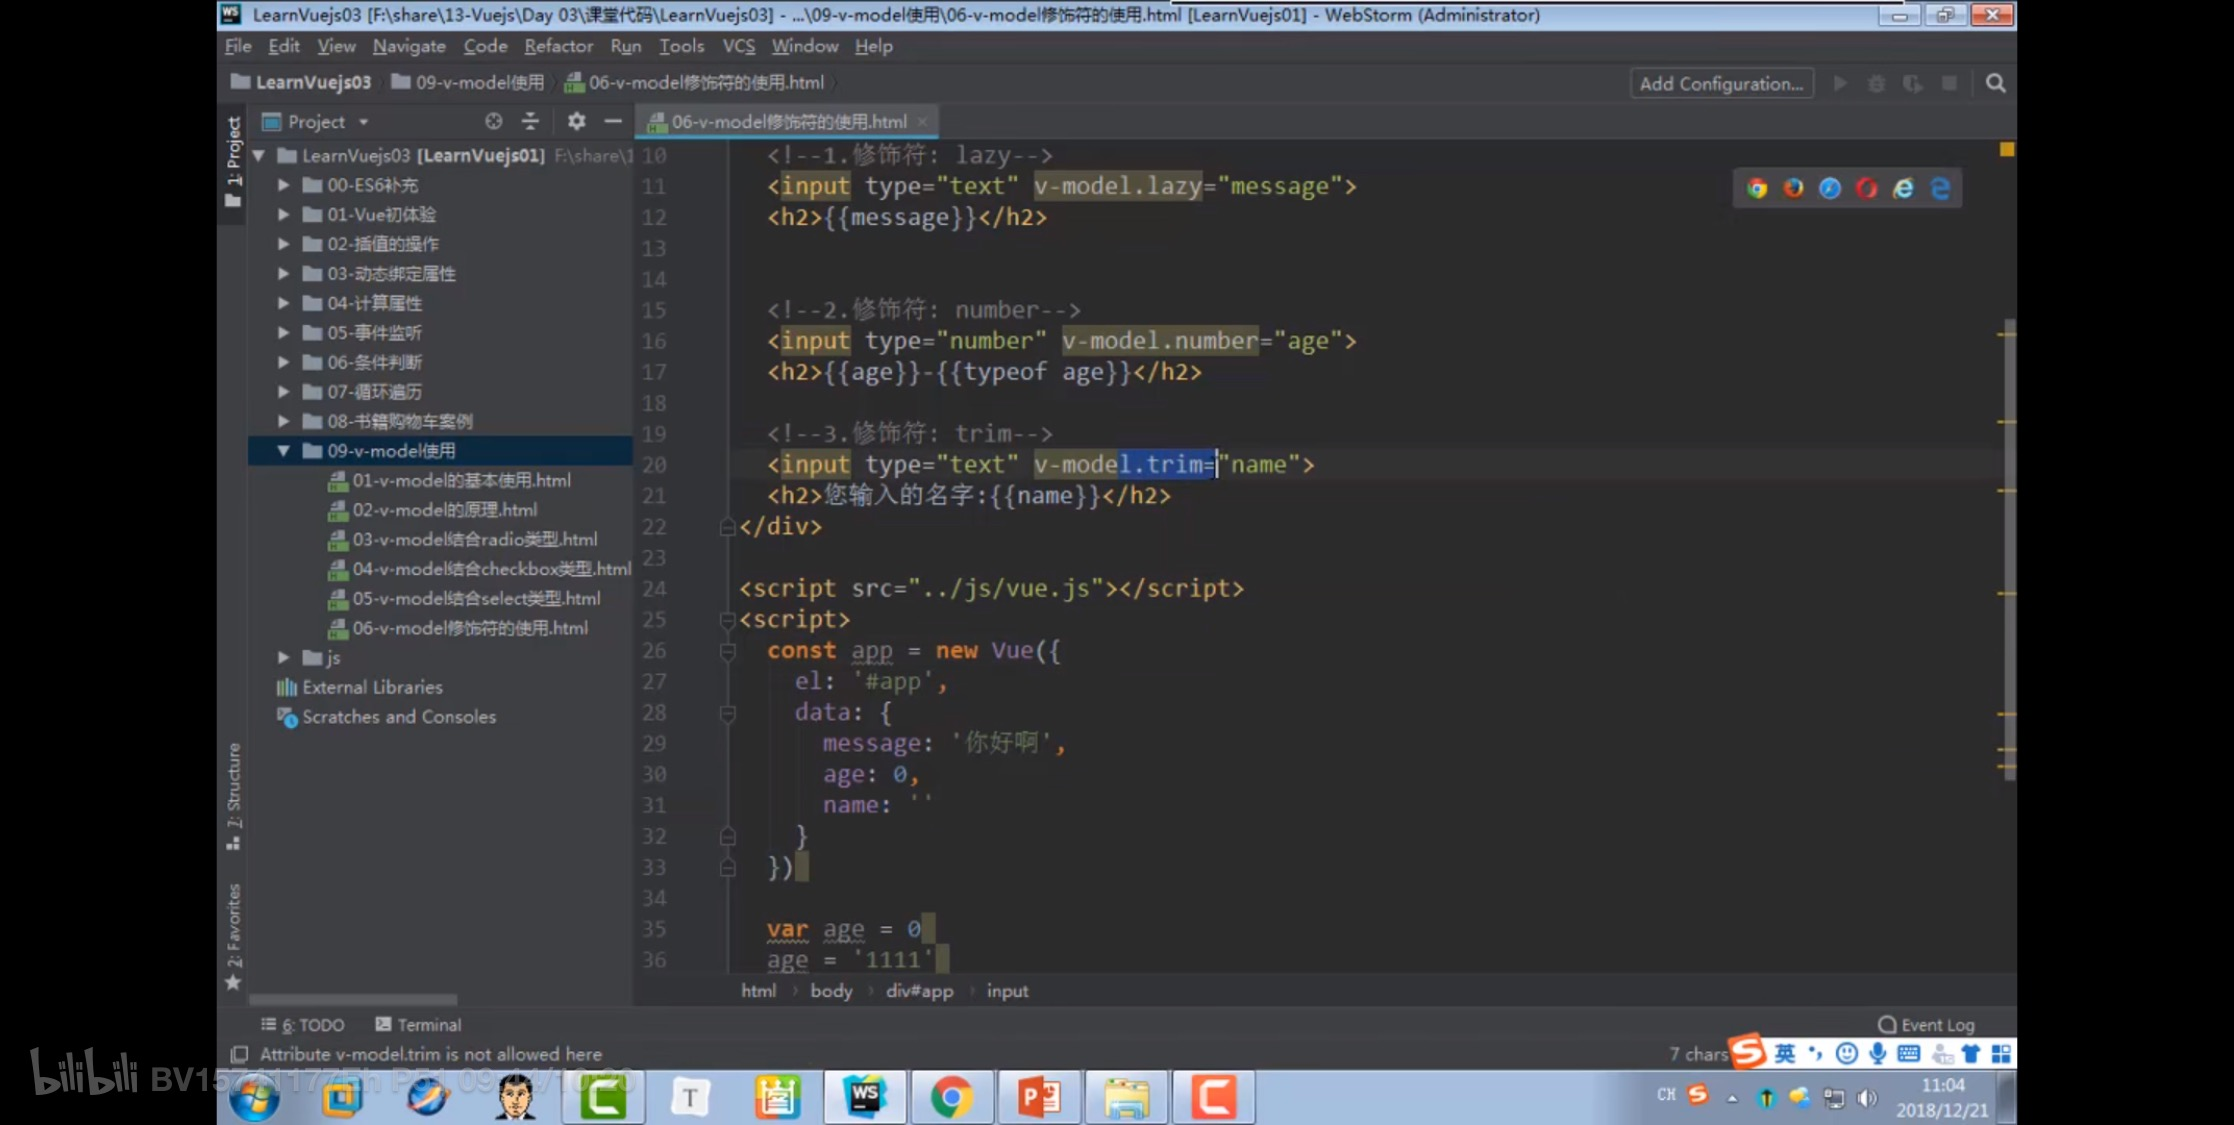 LearnVuejs03 [F:\share\13-Vuejs\Day 03\课堂代码\LearnVuejs03] - ...\09-v-model使用\06-v-model修饰符的使用.html [LearnVuejs01] - WebStorm (Administrator)
File Edit View Navigate Code Refactor Run Tools VCS Window Help
LearnVuejs03 09-v-model使用 06-v-model修饰符的使用.html Add Configuration...
1: Project
Project
06-v-model修饰符的使用.html
LearnVuejs03 [LearnVuejs01] F:\share\1
00-ES6补充
01-Vue初体验
02-插值的操作
03-动态绑定属性
04-计算属性
05-事件监听
06-条件判断
07-循环遍历
08-书籍购物车案例
09-v-model使用
01-v-model的基本使用.html
02-v-model的原理.html
03-v-model结合radio类型.html
04-v-model结合checkbox类型.html
05-v-model结合select类型.html
06-v-model修饰符的使用.html
js
External Libraries
Scratches and Consoles
7: Structure
2: Favorites
10 <!--1.修饰符: lazy-->
11 <input type="text" v-model.lazy="message">
12 <h2>{{message}}</h2>
13
14
15 <!--2.修饰符: number-->
16 <input type="number" v-model.number="age">
17 <h2>{{age}}-{{typeof age}}</h2>
18
19 <!--3.修饰符: trim-->
20 <input type="text" v-model.trim="name">
21 <h2>您输入的名字:{{name}}</h2>
22 </div>
23
24 <script src="../js/vue.js"></script>
25 <script>
26 const app = new Vue({
27 el: '#app',
28 data: {
29 message: '你好啊',
30 age: 0,
31 name: ''
32 }
33 })
34
35 var age = 0
36 age = '1111'
html body div#app input
6: TODO Terminal Event Log
Attribute v-model.trim is not allowed here 7 chars 英
bilibili BV15741177Eh P51
CH 11:04
2018/12/21